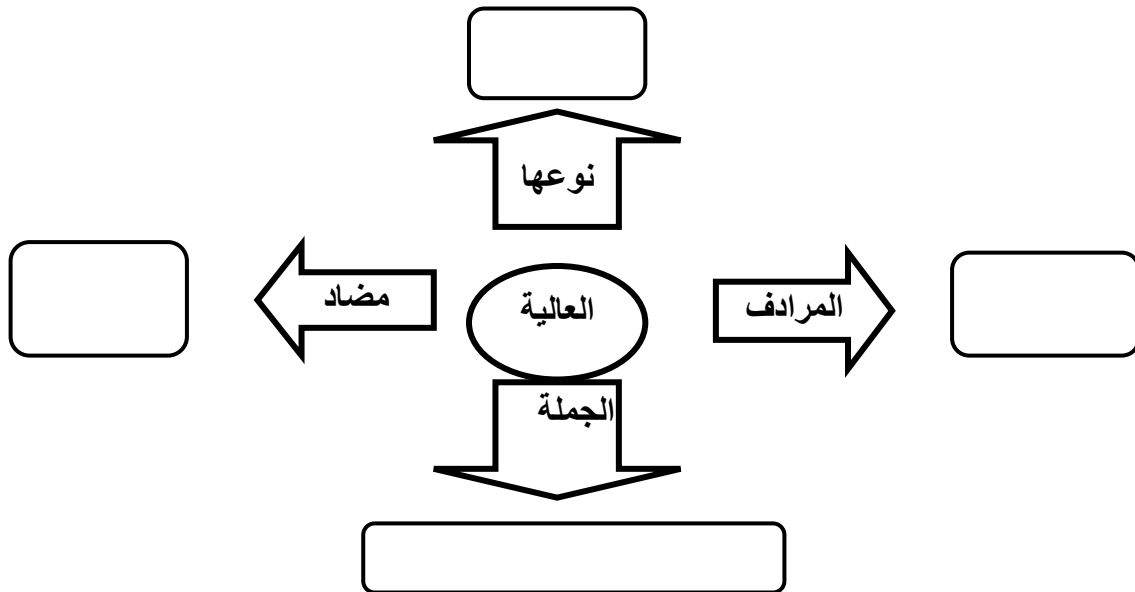 نوعها
المرادف
العالية
مضاد
الجملة